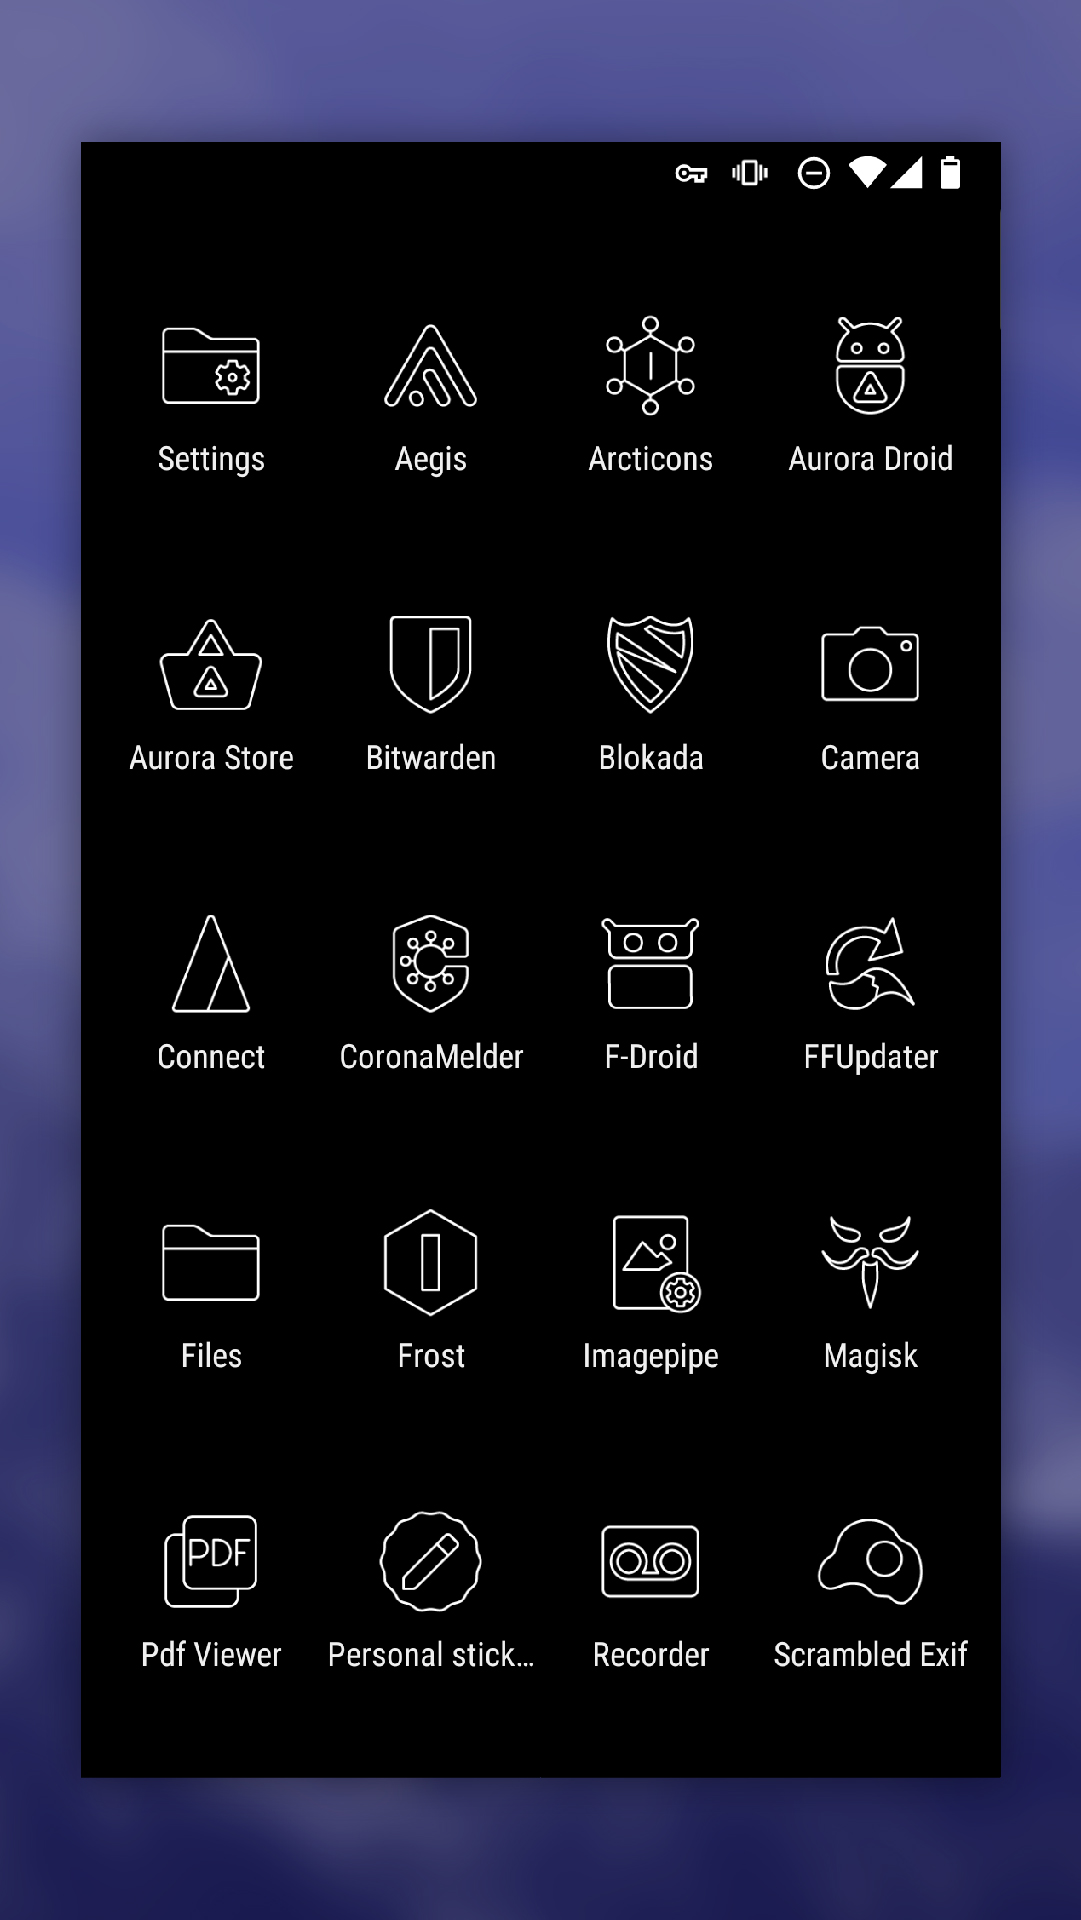 Settings
Aegis
Arcticons
Aurora Droid
Aurora Store
Bitwarden
Blokada
Camera
Connect
CoronaMelder
F-Droid
FFUpdater
Files
Frost
Imagepipe
Magisk
PDF
Pdf Viewer
Personal stick...
Recorder
Scrambled Exif